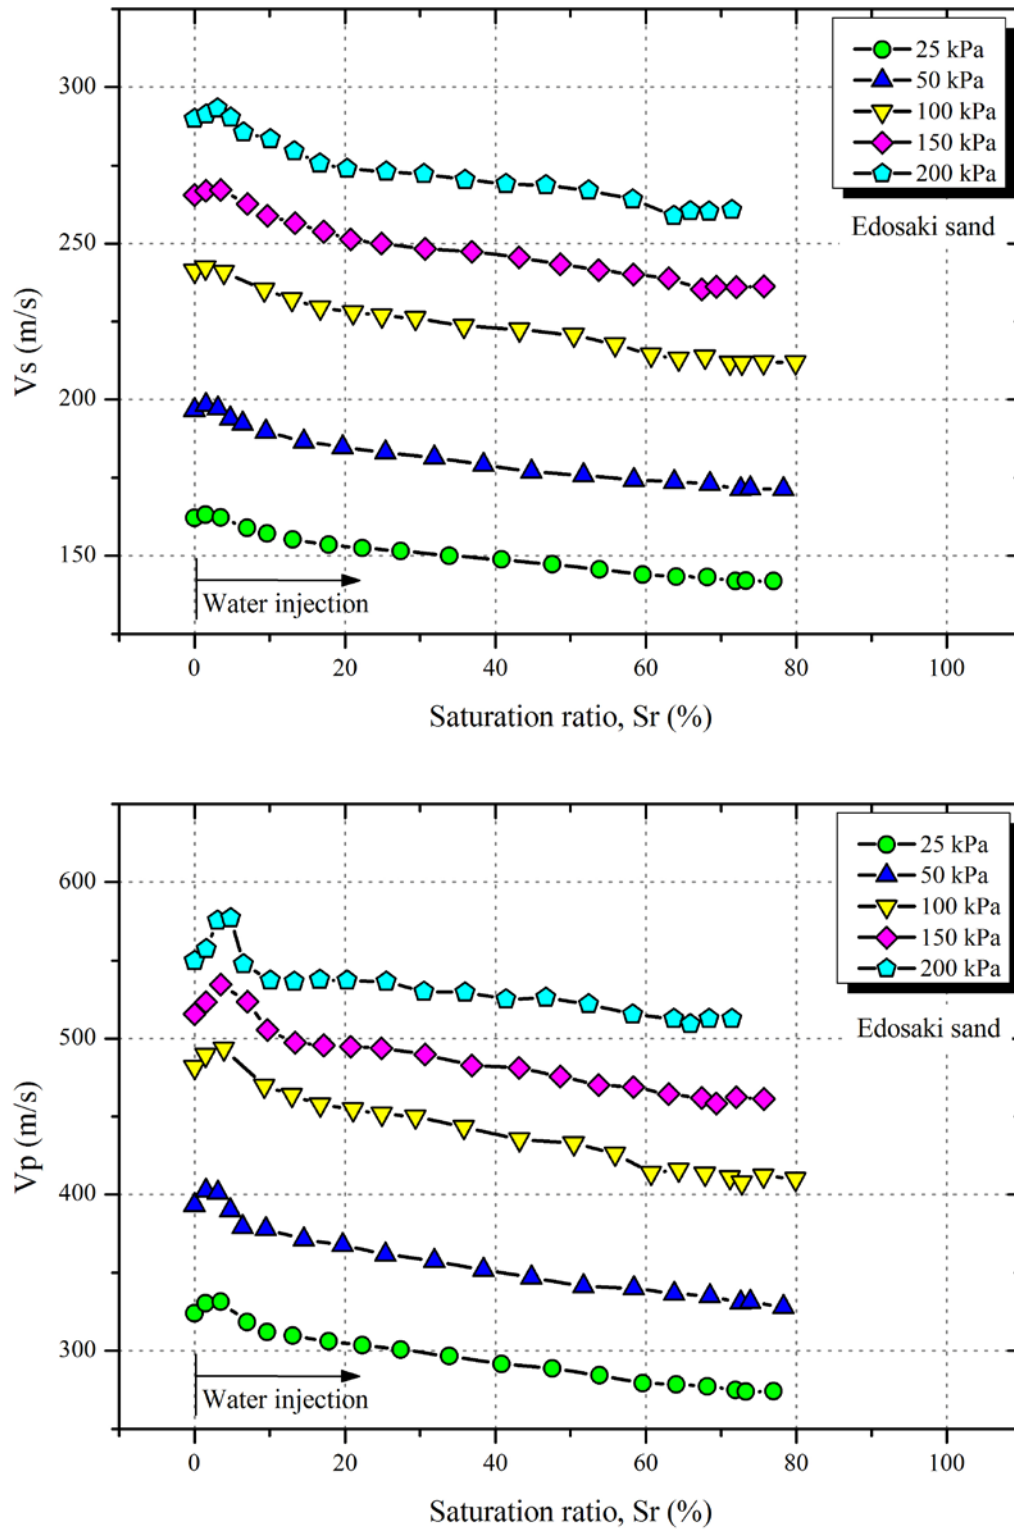 25 kPa
50 kPa
100 kPa
150 kPa
200 kPa
Edosaki sand
300
250
200
150
Vs (m/s)
Water injection
0 20 40 60 80 100
Saturation ratio, Sr (%)
25 kPa
50 kPa
100 kPa
150 kPa
200 kPa
Edosaki sand
600
500
400
300
Vp (m/s)
Water injection
0 20 40 60 80 100
Saturation ratio, Sr (%)